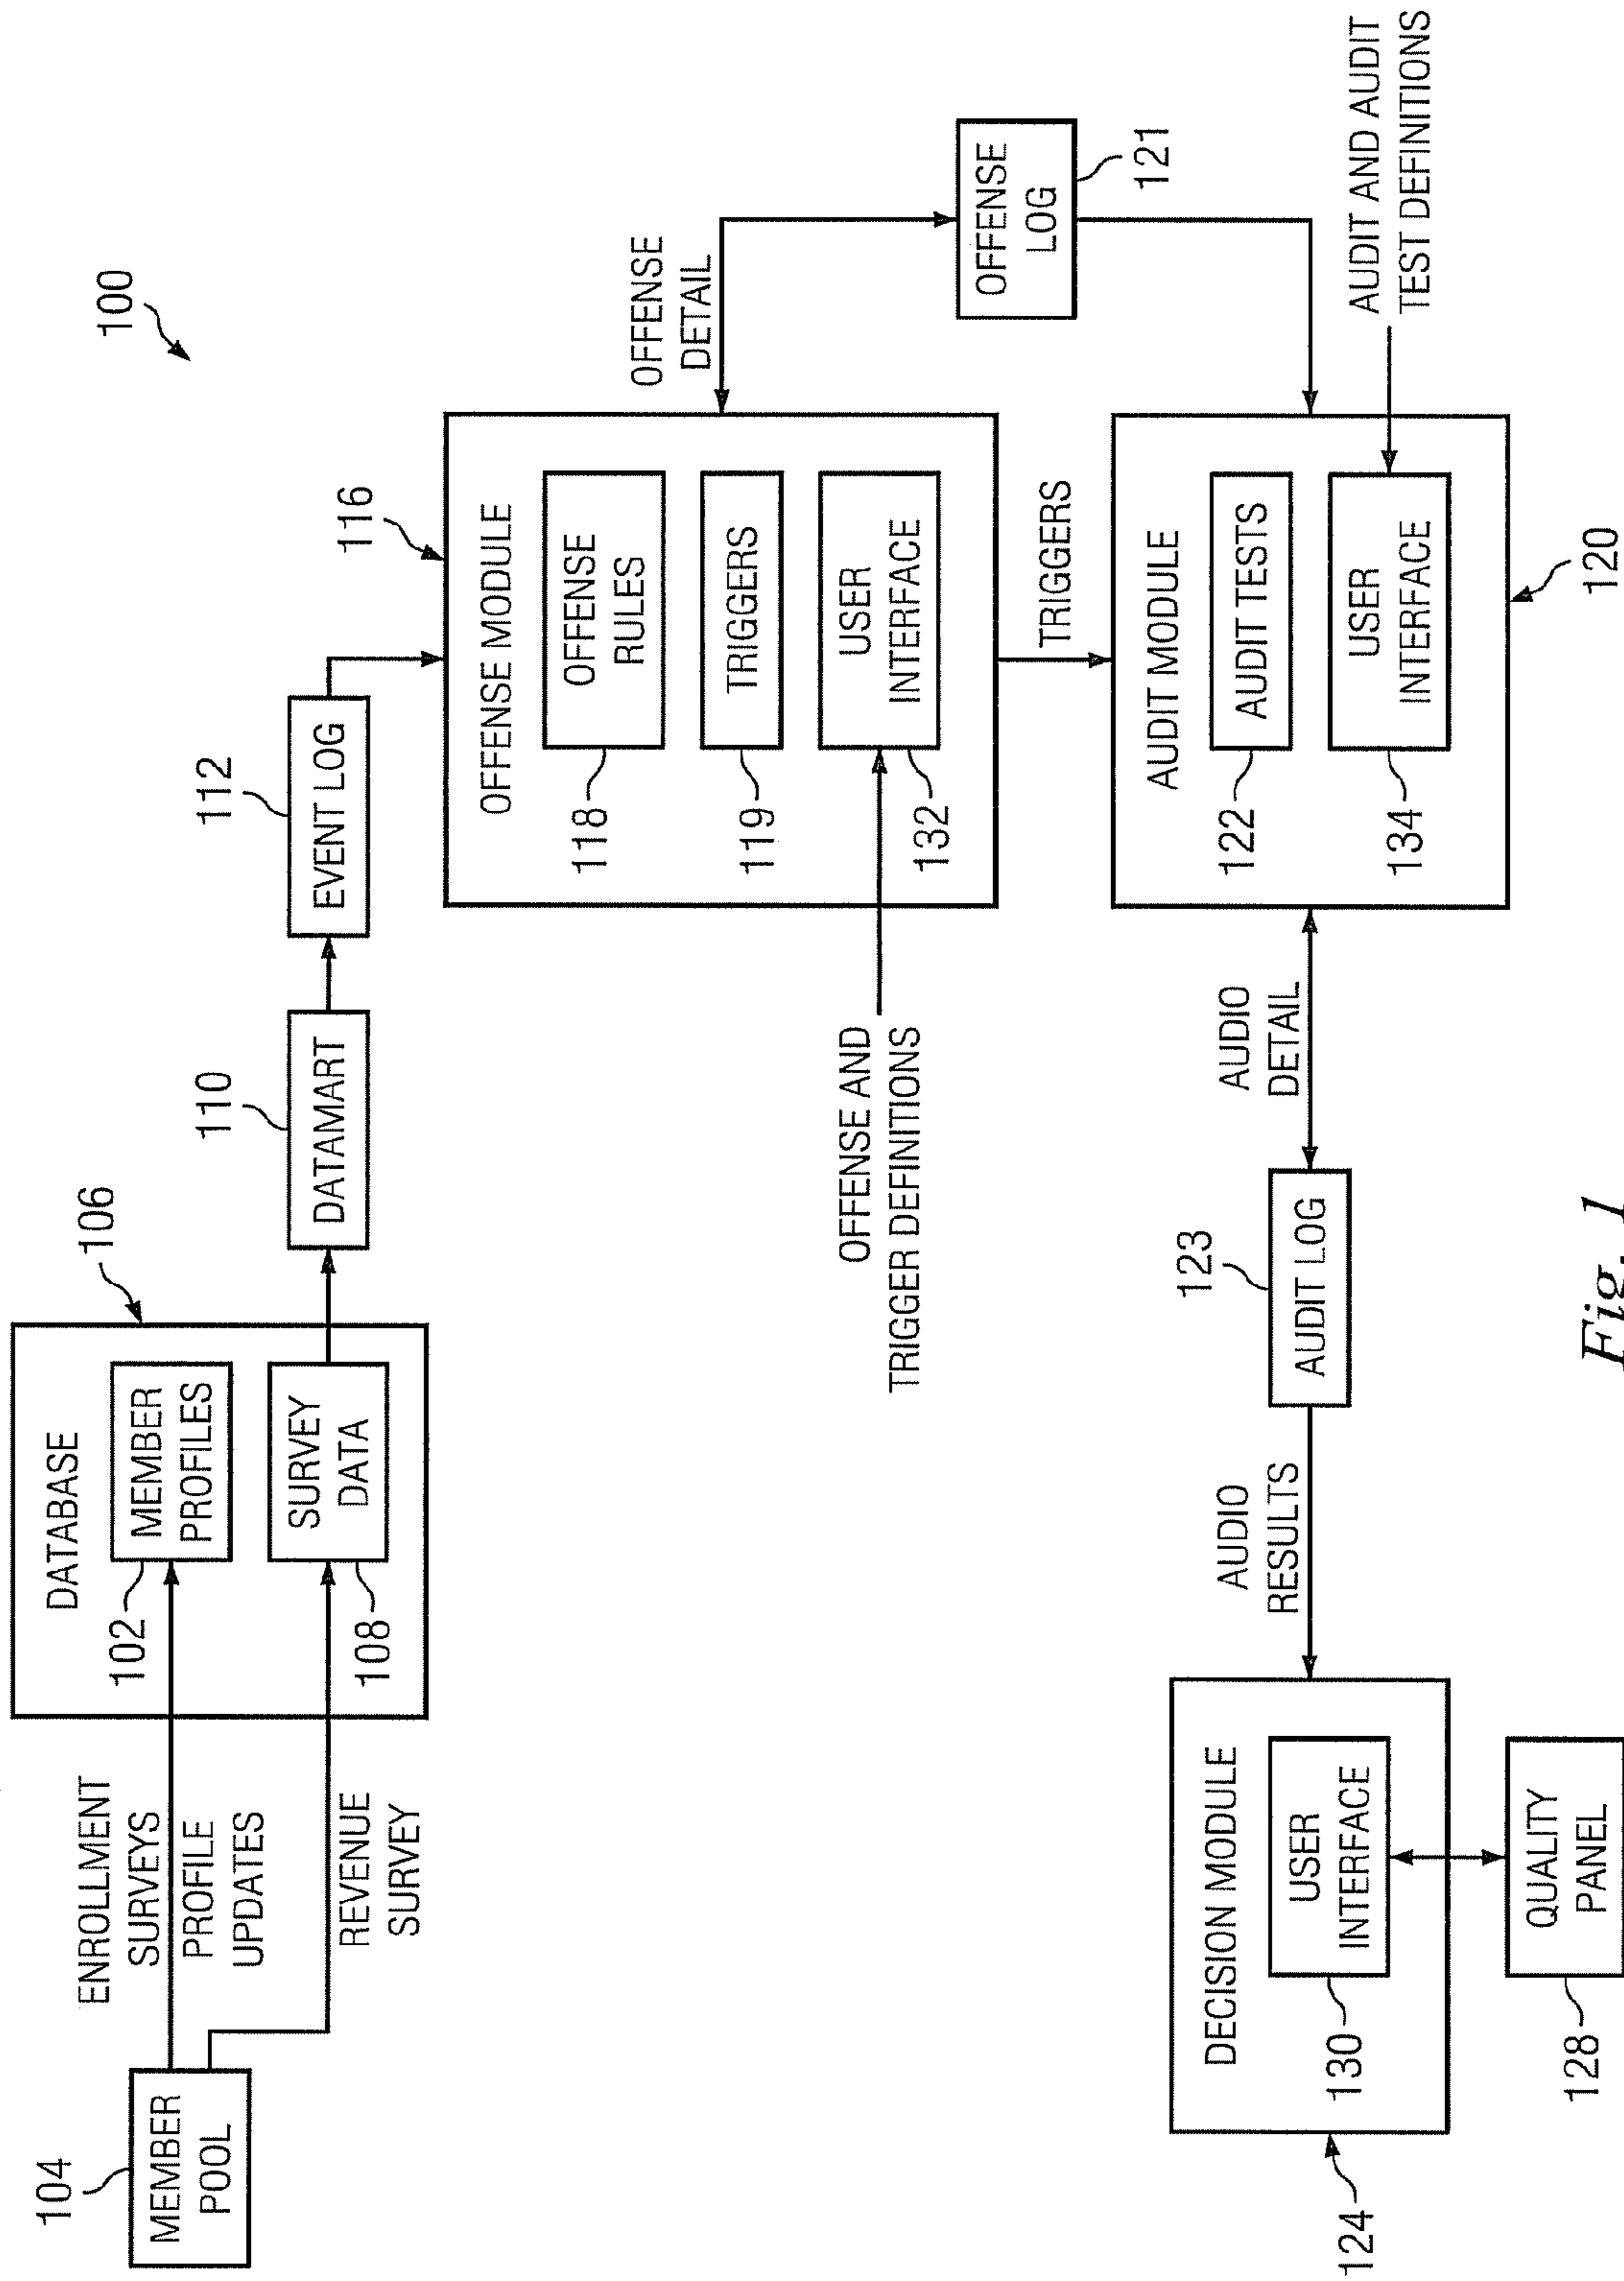 100
104
MEMBER
POOL
ENROLLMENT
SURVEYS
PROFILE
UPDATES
REVENUE
SURVEY
106
DATABASE
102
MEMBER
PROFILES
108
SURVEY
DATA
110
DATAMART
112
EVENT LOG
116
OFFENSE MODULE
118
OFFENSE
RULES
119
TRIGGERS
132
USER
INTERFACE
OFFENSE AND
TRIGGER DEFINITIONS
OFFENSE
DETAIL
OFFENSE
LOG
121
TRIGGERS
AUDIT MODULE
122
AUDIT TESTS
134
USER
INTERFACE
120
AUDIT AND AUDIT
TEST DEFINITIONS
AUDIO
DETAIL
123
AUDIT LOG
AUDIO
RESULTS
DECISION MODULE
130
USER
INTERFACE
124
128
QUALITY
PANEL
Fig. 1